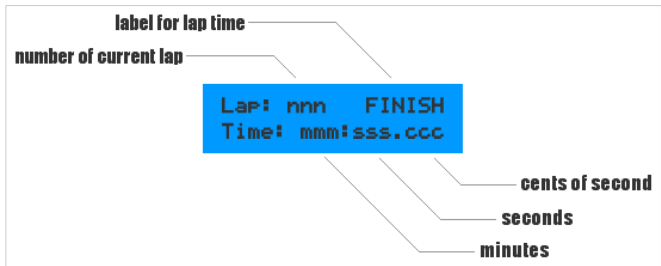 label for lap time
number of current lap
Lap: nnn FINISH
Time: mmm:sss.ccc
cents of second
seconds
minutes